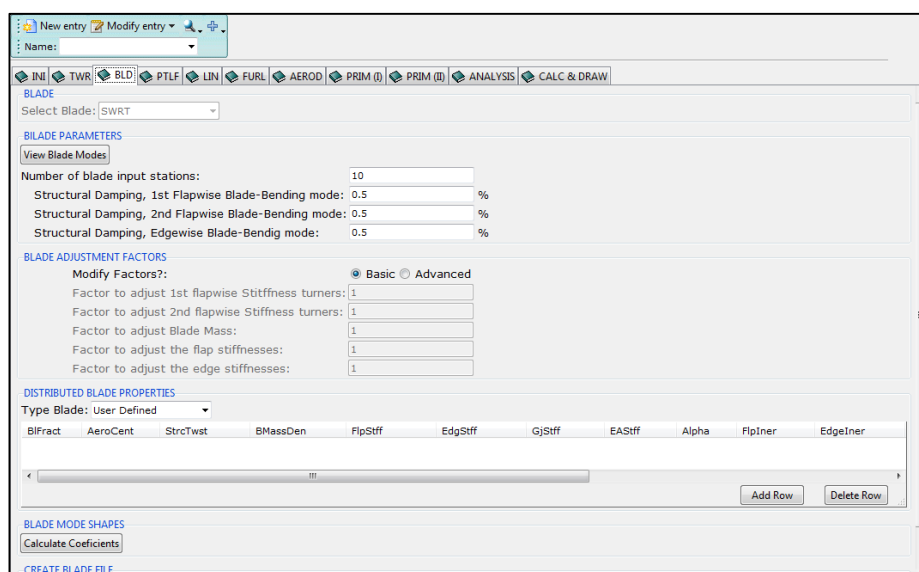 New entry Modify entry
Name:
INI TWR BLD PTLF LIN FURL AEROD PRIM (I) PRIM (II) ANALYSIS CALC & DRAW
BLADE
Select Blade: SWRT
BILADE PARAMETERS
View Blade Modes
Number of blade input stations: 10
Structural Damping, 1st Flapwise Blade-Bending mode: 0.5 %
Structural Damping, 2nd Flapwise Blade-Bending mode: 0.5 %
Structural Damping, Edgewise Blade-Bendig mode: 0.5 %
BLADE ADJUSTMENT FACTORS
Modify Factors?: Basic Advanced
Factor to adjust 1st flapwise Stitffness turners: 1
Factor to adjust 2nd flapwise Stiffness turners: 1
Factor to adjust Blade Mass: 1
Factor to adjust the flap stiffnesses: 1
Factor to adjust the edge stiffnesses: 1
DISTRIBUTED BLADE PROPERTIES
Type Blade: User Defined
BlFract AeroCent StrcTwst BMassDen FlpStff EdgStff GjStff EAStff Alpha FlpIner EdgeIner
Add Row Delete Row
BLADE MODE SHAPES
Calculate Coeficients
CREATE BLADE FILE